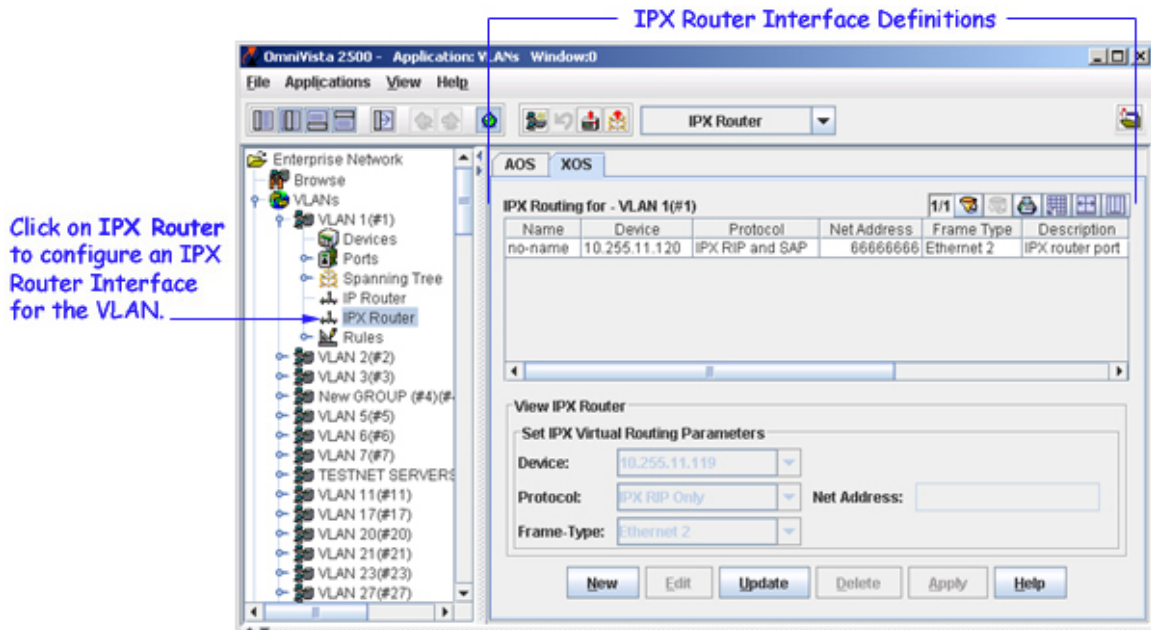 IPX Router Interface Definitions
OmniVista 2500 - Application: VLANs Window:0
File Applications View Help
IPX Router
Enterprise Network
Browse
VLANs
VLAN 1(#1)
Devices
Ports
Spanning Tree
IP Router
IPX Router
Rules
VLAN 2(#2)
VLAN 3(#3)
New GROUP (#4)(#
VLAN 5(#5)
VLAN 6(#6)
VLAN 7(#7)
TESTNET SERVERS
VLAN 11(#11)
VLAN 17(#17)
VLAN 20(#20)
VLAN 21(#21)
VLAN 23(#23)
VLAN 27(#27)
Click on IPX Router
to configure an IPX
Router Interface
for the VLAN.
AOS XOS
IPX Routing for - VLAN 1(#1) 1/1
Name Device Protocol Net Address Frame Type Description
no-name 10.255.11.120 IPX RIP and SAP 66666666 Ethernet 2 IPX router port
View IPX Router
Set IPX Virtual Routing Parameters
Device: 10.255.11.119
Protocol: IPX RIP Only Net Address:
Frame-Type: Ethernet 2
New Edit Update Delete Apply Help